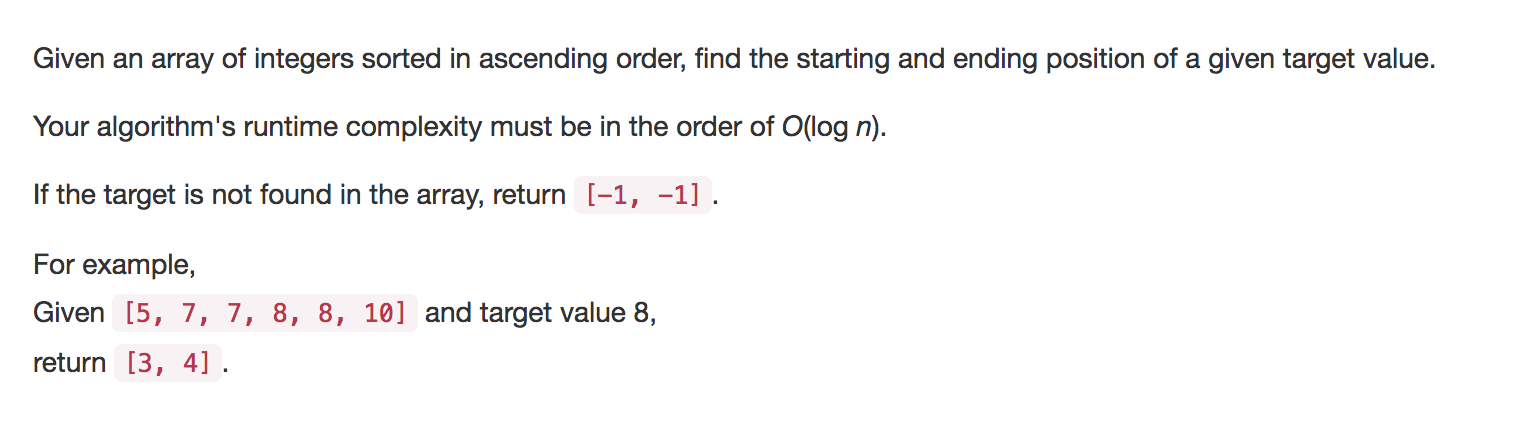 Given an array of integers sorted in ascending order, find the starting and ending position of a given target value.
Your algorithm's runtime complexity must be in the order of O(log n).
If the target is not found in the array, return [-1, -1].
For example,
Given [5, 7, 7, 8, 8, 10] and target value 8,
return [3, 4].